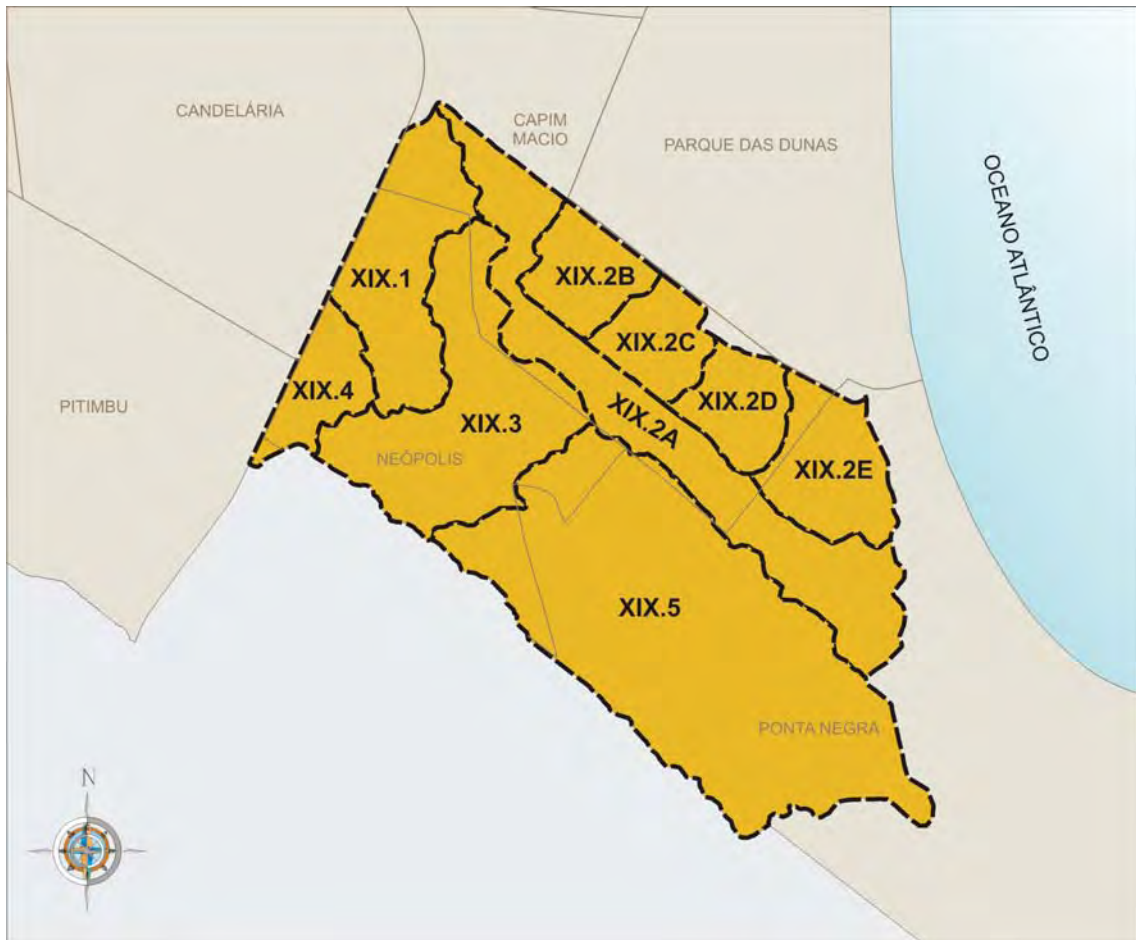 CANDELÁRIA
CAPIM
MACIO
PARQUE DAS DUNAS
OCEANO ATLÂNTICO
XIX.1
XIX.2B
XIX.2C
XIX.4
XIX.2D
PITIMBU
XIX.2A
XIX.3
NEÓPOLIS
XIX.2E
XIX.5
PONTA NEGRA
N